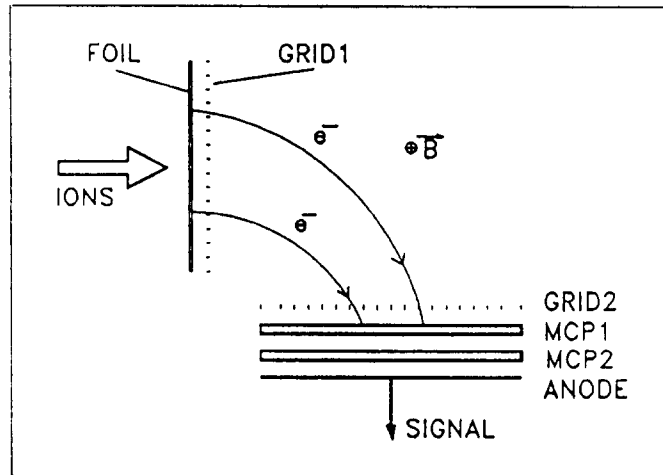 FOIL
GRID1
e⁻
⊕ B⃗
IONS
e⁻
GRID2
MCP1
MCP2
ANODE
SIGNAL